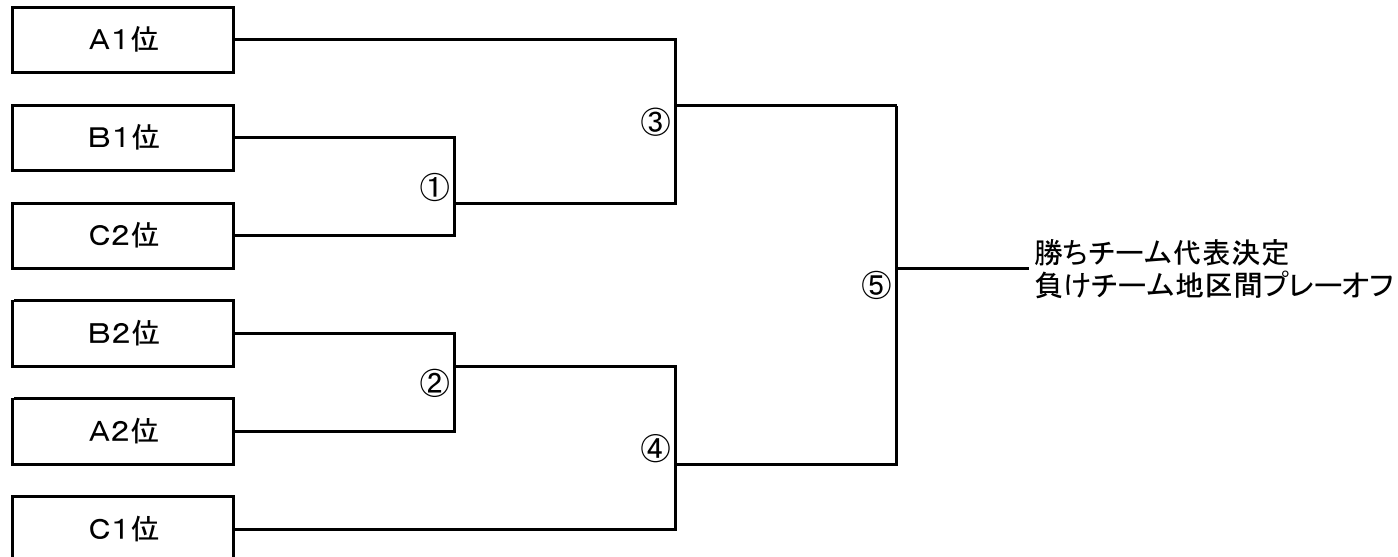 A1位
B1位
C2位
B2位
A2位
C1位
①
②
③
④
⑤
勝ちチーム代表決定
負けチーム地区間プレーオフ